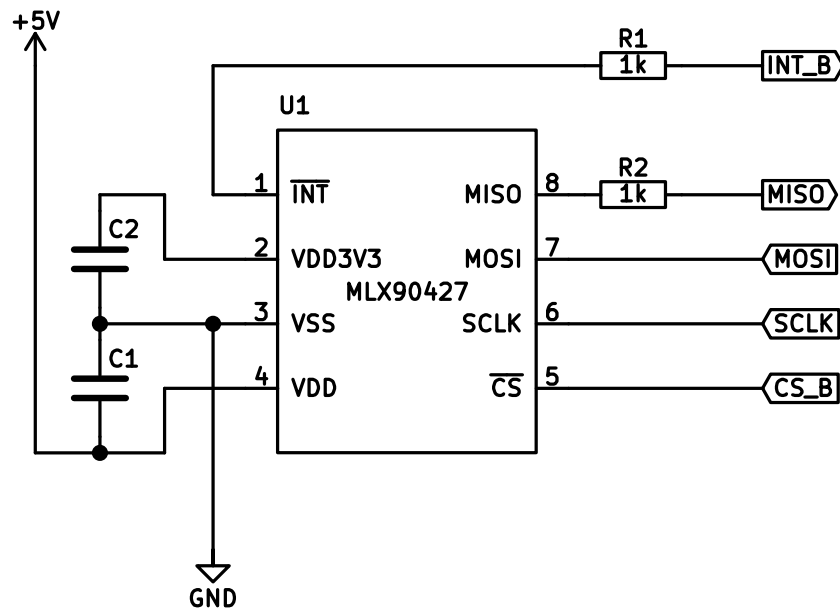 +5V
R1
1k
INT_B
U1
1
INT
MISO
8
R2
1k
MISO
C2
2
VDD3V3
MOSI
7
MOSI
MLX90427
3
VSS
SCLK
6
SCLK
C1
4
VDD
CS
5
CS_B
GND